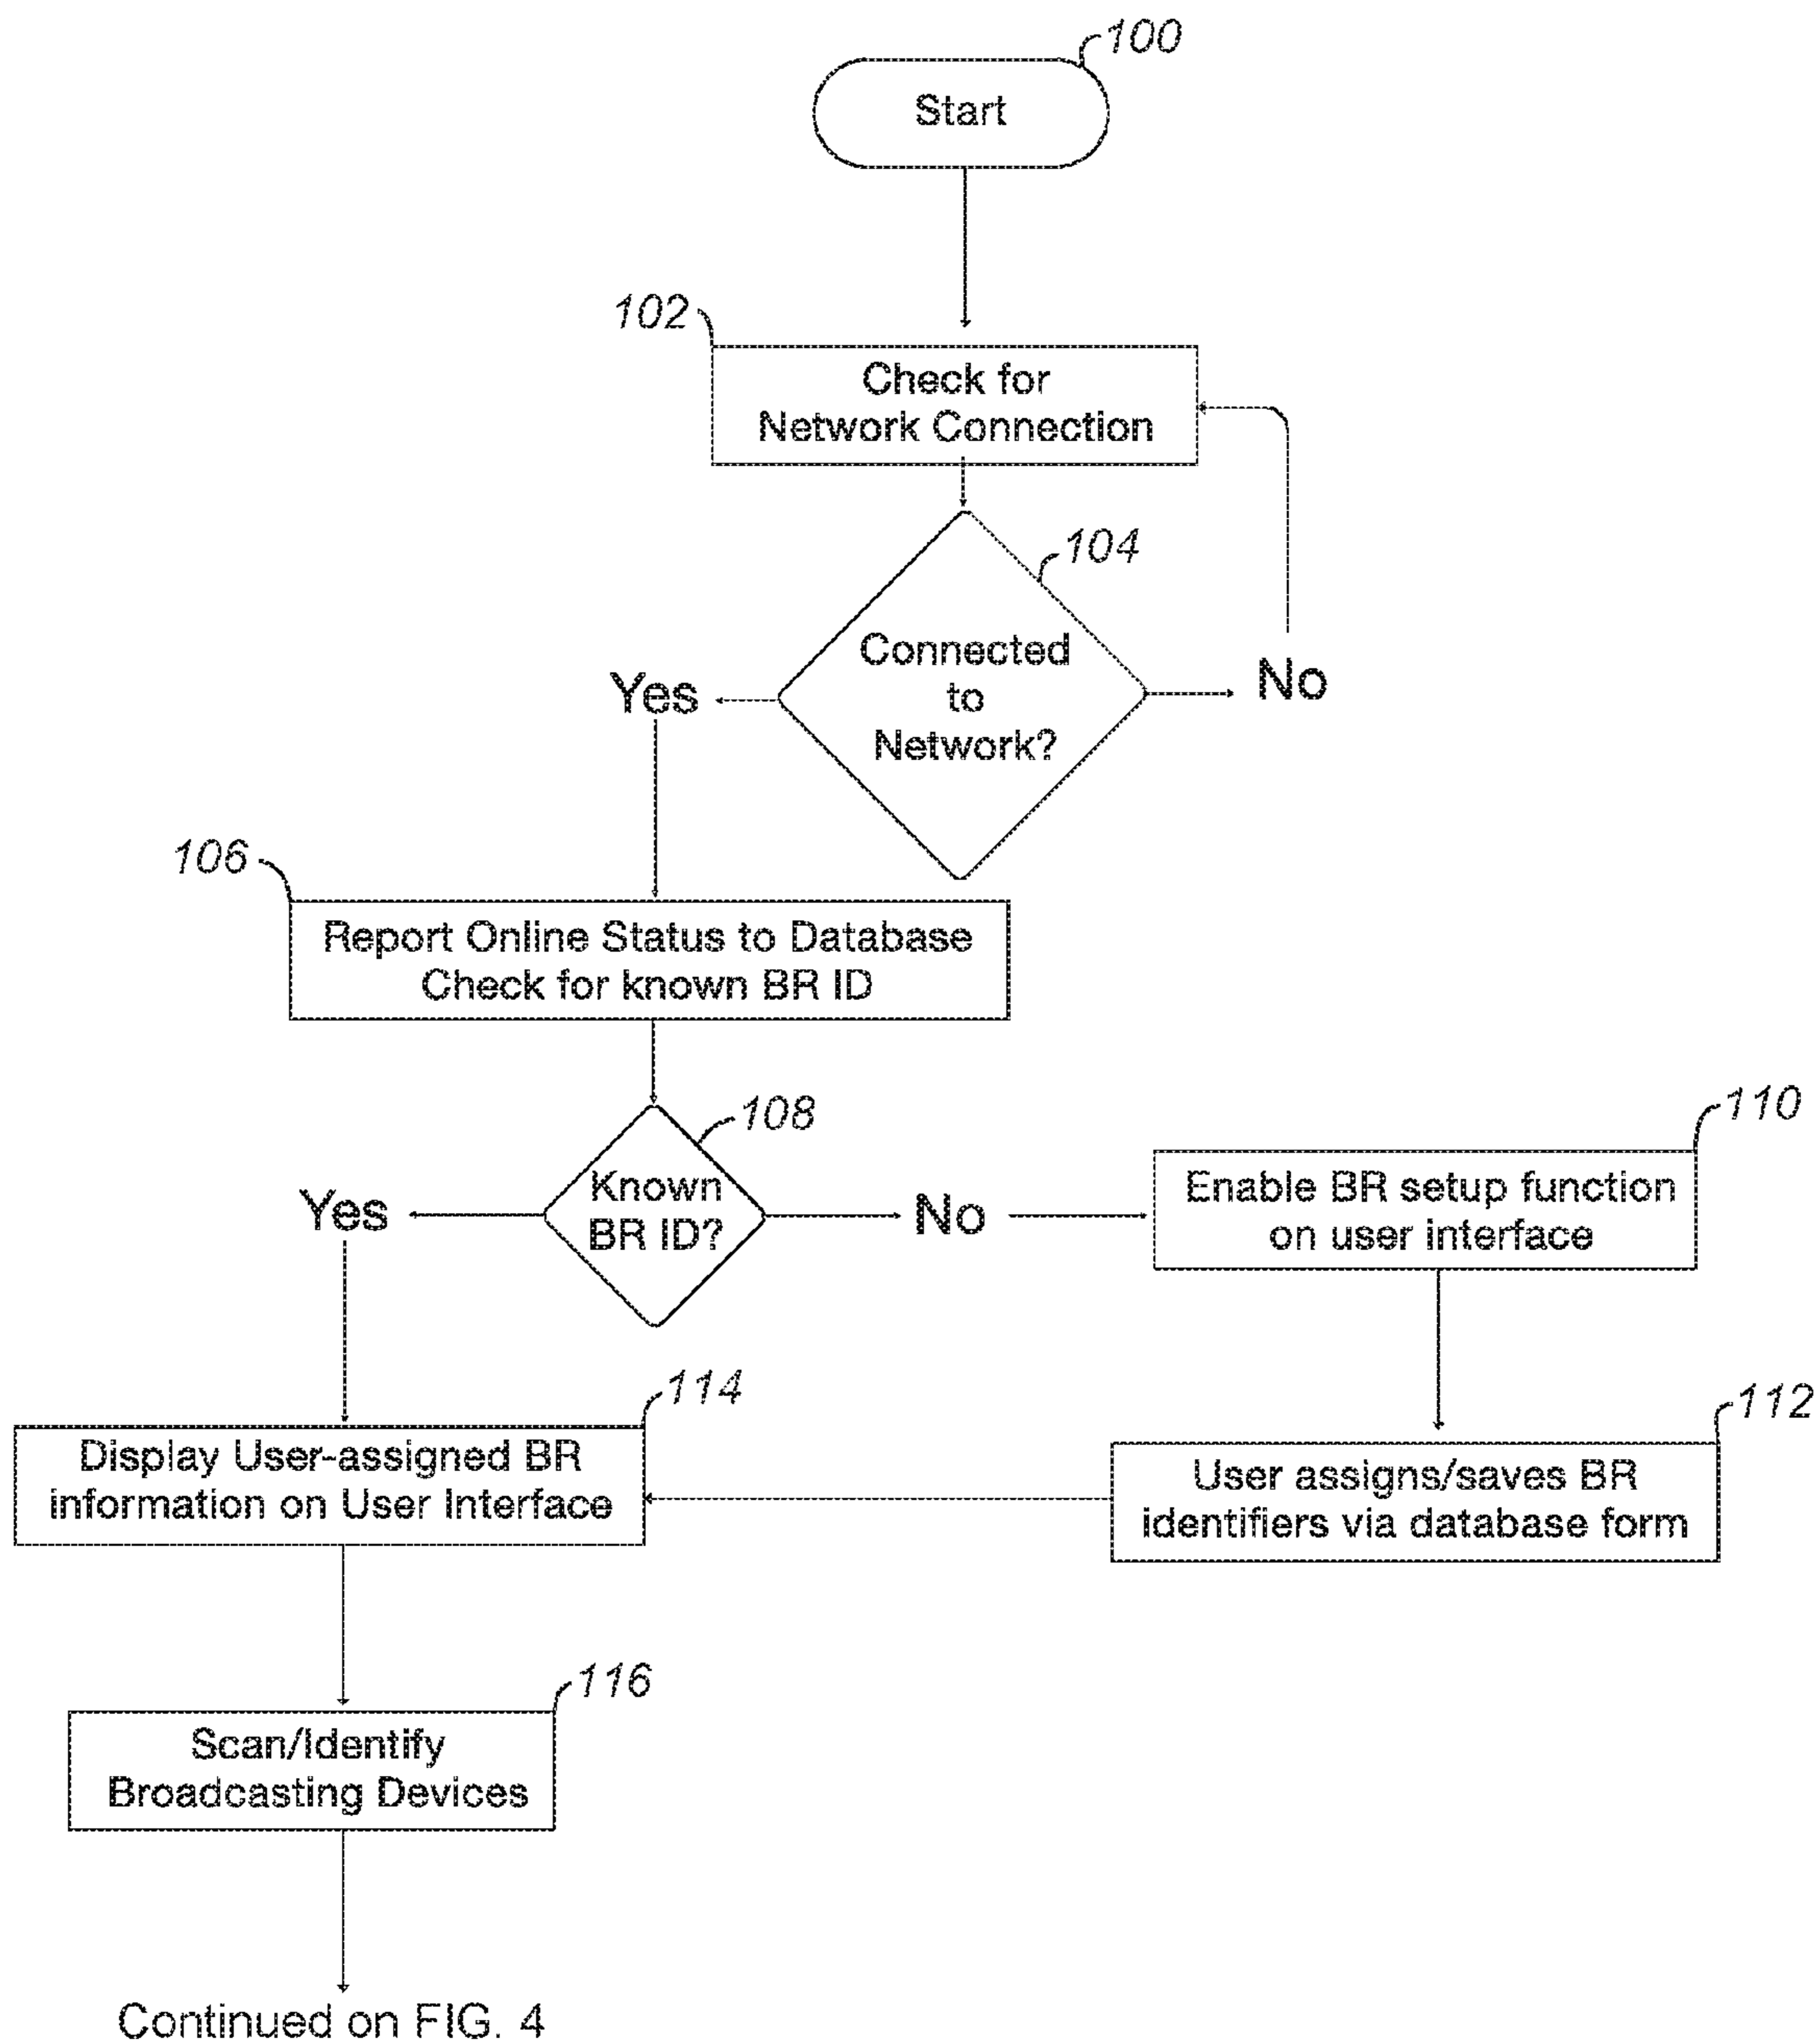 100
Start
102
Check for
Network Connection
104
Connected
to
Network?
Yes
No
106
Report Online Status to Database
Check for known BR ID
108
Known
BR ID?
Yes
No
110
Enable BR setup function
on user interface
112
User assigns/saves BR
identifiers via database form
114
Display User-assigned BR
information on User Interface
116
Scan/Identify
Broadcasting Devices
Continued on FIG. 4